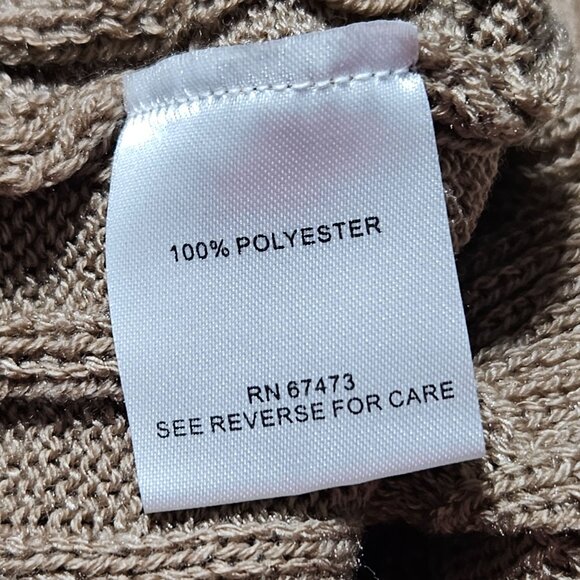 100% POLYESTER
RN 67473
SEE REVERSE FOR CARE